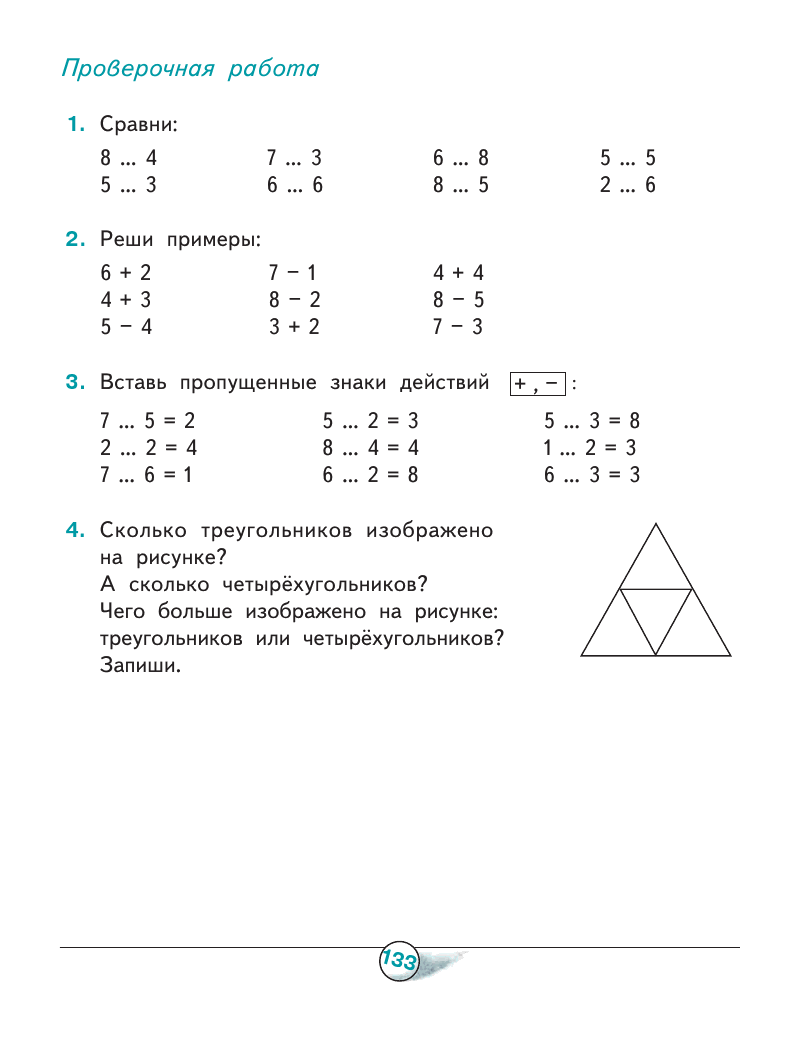 Проверочная работа
1. Сравни:
8 ... 4 7 ... 3 6 ... 8 5 ... 5
5 ... 3 6 ... 6 8 ... 5 2 ... 6
2. Реши примеры:
6 + 2 7 − 1 4 + 4
4 + 3 8 − 2 8 − 5
5 − 4 3 + 2 7 − 3
3. Вставь пропущенные знаки действий + , − :
7 ... 5 = 2 5 ... 2 = 3 5 ... 3 = 8
2 ... 2 = 4 8 ... 4 = 4 1 ... 2 = 3
7 ... 6 = 1 6 ... 2 = 8 6 ... 3 = 3
4. Сколько треугольников изображено
на рисунке?
А сколько четырёхугольников?
Чего больше изображено на рисунке:
треугольников или четырёхугольников?
Запиши.
133